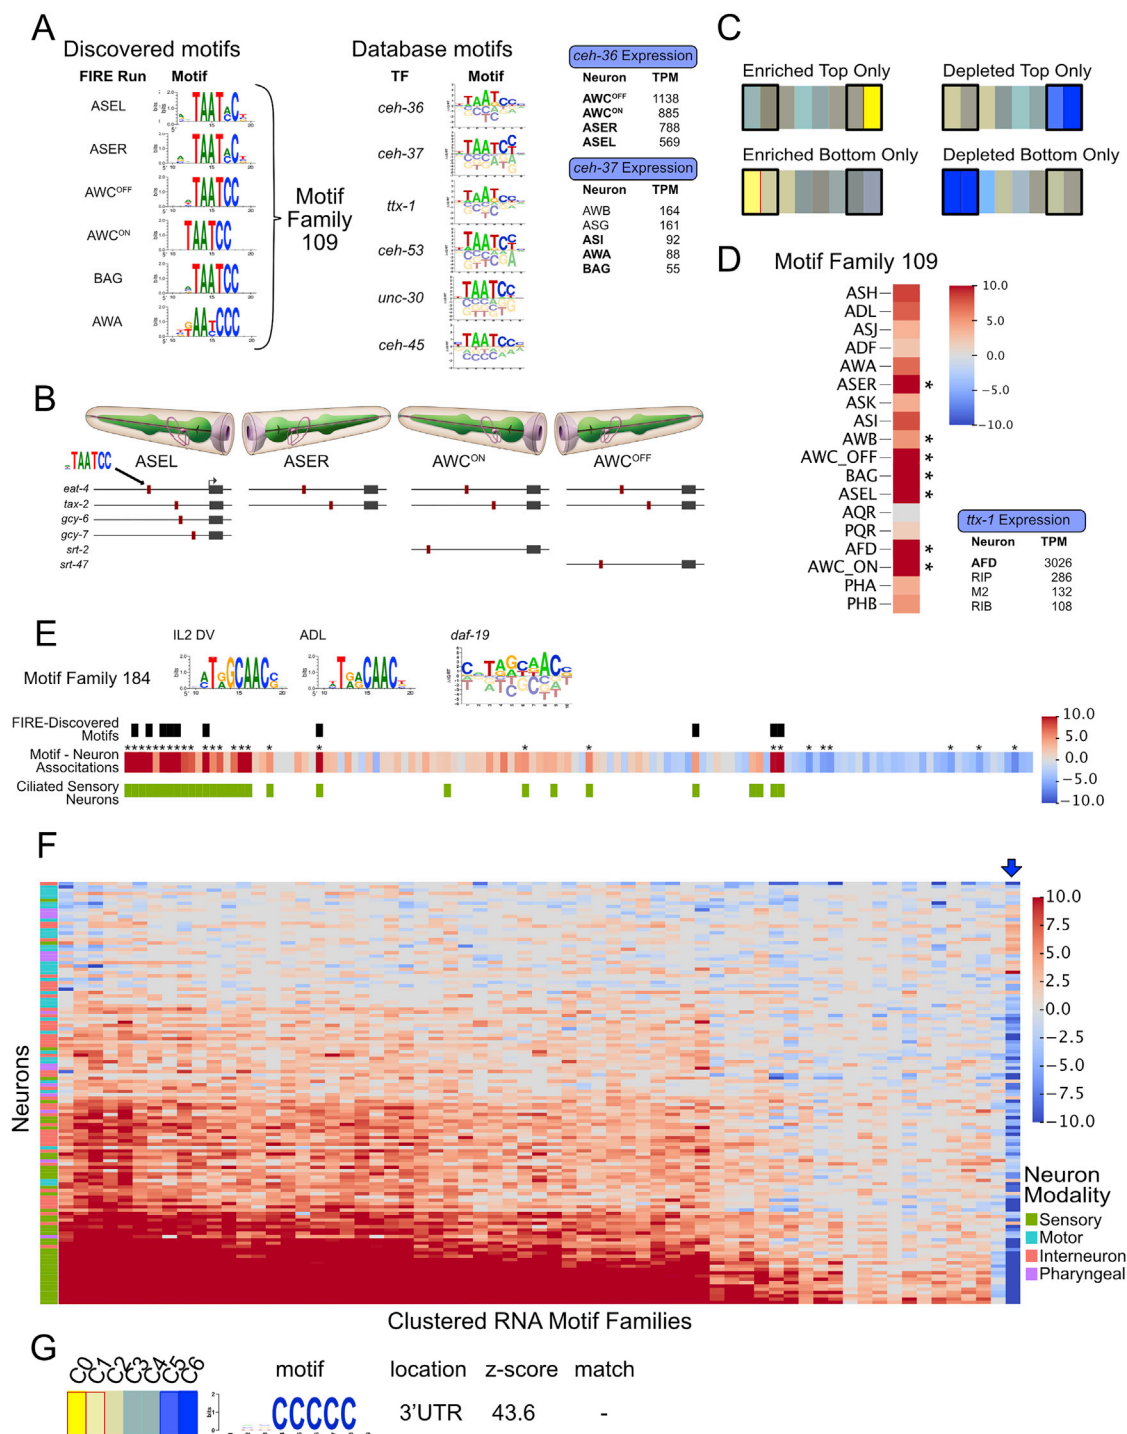 A
Discovered motifs
FIRE Run
Motif
ASEL
ASER
AWCOFF
AWCON
BAG
AWA
Motif
Family
109
Database motifs
TF
Motif
ceh-36
ceh-37
ttx-1
ceh-53
unc-30
ceh-45
ceh-36 Expression
Neuron TPM
AWCOFF 1138
AWCON 885
ASER 788
ASEL 569
ceh-37 Expression
Neuron TPM
AWB 164
ASG 161
ASI 92
AWA 88
BAG 55
C
Enriched Top Only
Depleted Top Only
Enriched Bottom Only
Depleted Bottom Only
D
Motif Family 109
ASH
ADL
ASJ
ADF
AWA
ASER *
ASK
ASI
AWB *
AWC_OFF *
BAG *
ASEL *
AQR
PQR
AFD *
AWC_ON *
PHA
PHB
10.0
5.0
0.0
−5.0
−10.0
ttx-1 Expression
Neuron TPM
AFD 3026
RIP 286
M2 132
RIB 108
B
TAATCC
ASEL
ASER
AWCON
AWCOFF
eat-4
tax-2
gcy-6
gcy-7
srt-2
srt-47
E
IL2 DV
ADL
daf-19
Motif Family 184
FIRE-Discovered
Motifs
Motif - Neuron
Associtations
Ciliated Sensory
Neurons
10.0
5.0
0.0
−5.0
−10.0
F
Neurons
Clustered RNA Motif Families
10.0
7.5
5.0
2.5
0.0
−2.5
−5.0
−7.5
−10.0
Neuron
Modality
Sensory
Motor
Interneuron
Pharyngeal
G
C0 C1 C2 C3 C4 C5 C6
motif
location
z-score
match
CCCCC
3'UTR
43.6
-